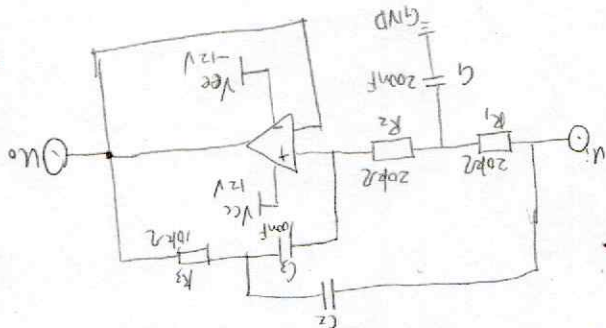 C2
C3
100nF
R3
10kΩ
Vcc
12V
Ui
20kΩ
R1
20kΩ
R2
Uo
C1
200nF
GND
Vee
-12V